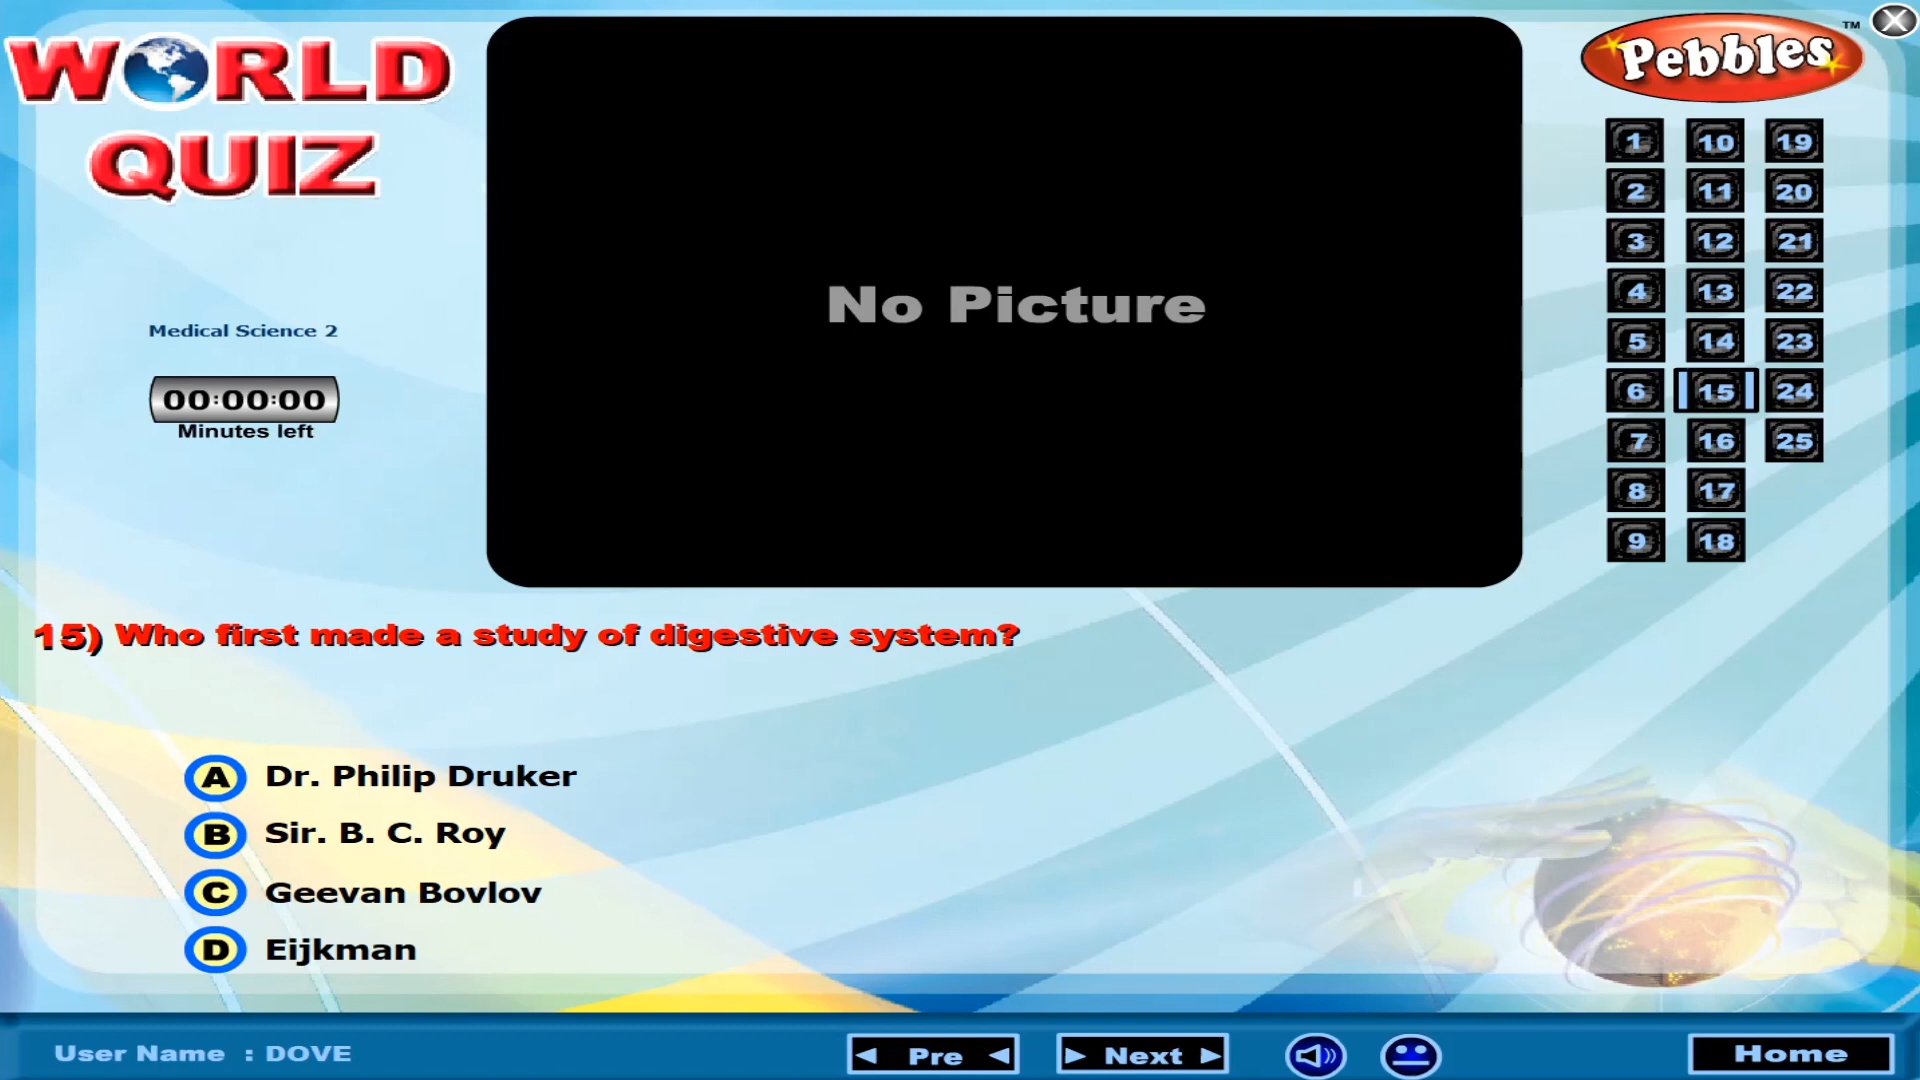 WORLD
QUIZ
Medical Science 2
00:00:00
Minutes left
No Picture
Pebbles™
1 10 19
2 11 20
3 12 21
4 13 22
5 14 23
6 15 24
7 16 25
8 17
9 18
15) Who first made a study of digestive system?
A Dr. Philip Druker
B Sir. B. C. Roy
C Geevan Bovlov
D Eijkman
User Name : DOVE
Pre
Next
Home